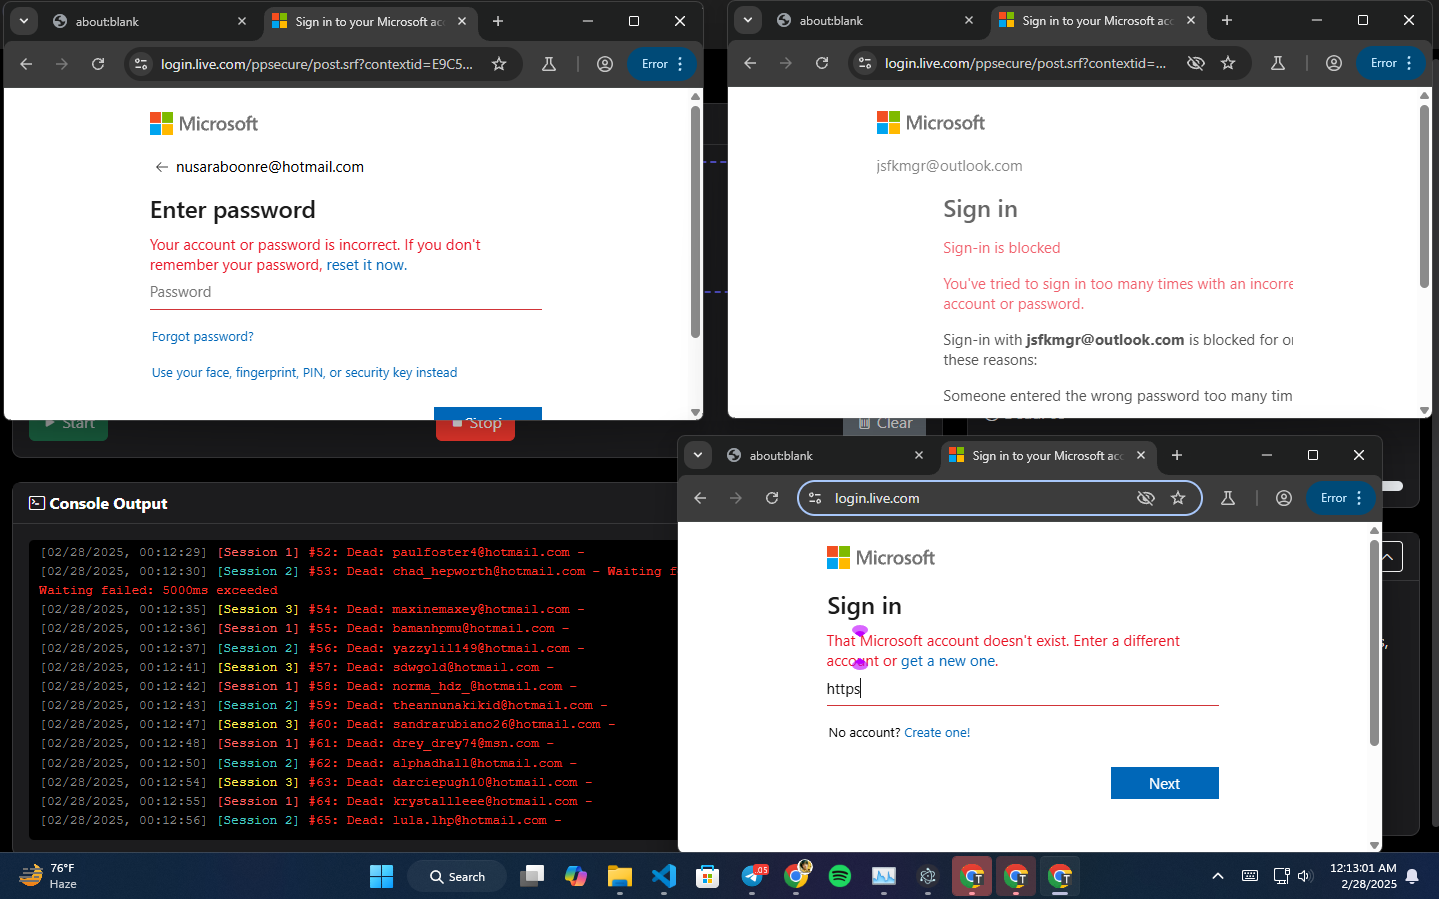 about:blank
Sign in to your Microsoft acc
login.live.com/ppsecure/post.srf?contextid=E9C5...
Error
Microsoft
nusaraboonre@hotmail.com
Enter password
Your account or password is incorrect. If you don't
remember your password, reset it now.
Password
Forgot password?
Use your face, fingerprint, PIN, or security key instead
about:blank
Sign in to your Microsoft acc
login.live.com/ppsecure/post.srf?contextid=...
Error
Microsoft
jsfkmgr@outlook.com
Sign in
Sign-in is blocked
You've tried to sign in too many times with an incorre
account or password.
Sign-in with jsfkmgr@outlook.com is blocked for or
these reasons:
Someone entered the wrong password too many tim
Start
Stop
Clear
Console Output
[02/28/2025, 00:12:29] [Session 1] #52: Dead: paulfoster4@hotmail.com -
[02/28/2025, 00:12:30] [Session 2] #53: Dead: chad_hepworth@hotmail.com - Waiting f
Waiting failed: 5000ms exceeded
[02/28/2025, 00:12:35] [Session 3] #54: Dead: maxinemaxey@hotmail.com -
[02/28/2025, 00:12:36] [Session 1] #55: Dead: bamanhpmu@hotmail.com -
[02/28/2025, 00:12:37] [Session 2] #56: Dead: yazzylil149@hotmail.com -
[02/28/2025, 00:12:41] [Session 3] #57: Dead: sdwgold@hotmail.com -
[02/28/2025, 00:12:42] [Session 1] #58: Dead: norma_hdz_@hotmail.com -
[02/28/2025, 00:12:43] [Session 2] #59: Dead: theannunakikid@hotmail.com -
[02/28/2025, 00:12:47] [Session 3] #60: Dead: sandrarubiano26@hotmail.com -
[02/28/2025, 00:12:48] [Session 1] #61: Dead: drey_drey74@msn.com -
[02/28/2025, 00:12:50] [Session 2] #62: Dead: alphadhall@hotmail.com -
[02/28/2025, 00:12:54] [Session 3] #63: Dead: darciepugh10@hotmail.com -
[02/28/2025, 00:12:55] [Session 1] #64: Dead: krystallleee@hotmail.com -
[02/28/2025, 00:12:56] [Session 2] #65: Dead: lula.lhp@hotmail.com -
about:blank
Sign in to your Microsoft acc
login.live.com
Error
Microsoft
Sign in
That Microsoft account doesn't exist. Enter a different
account or get a new one.
https
No account? Create one!
Next
76°F
Haze
Search
.05
12:13:01 AM
2/28/2025